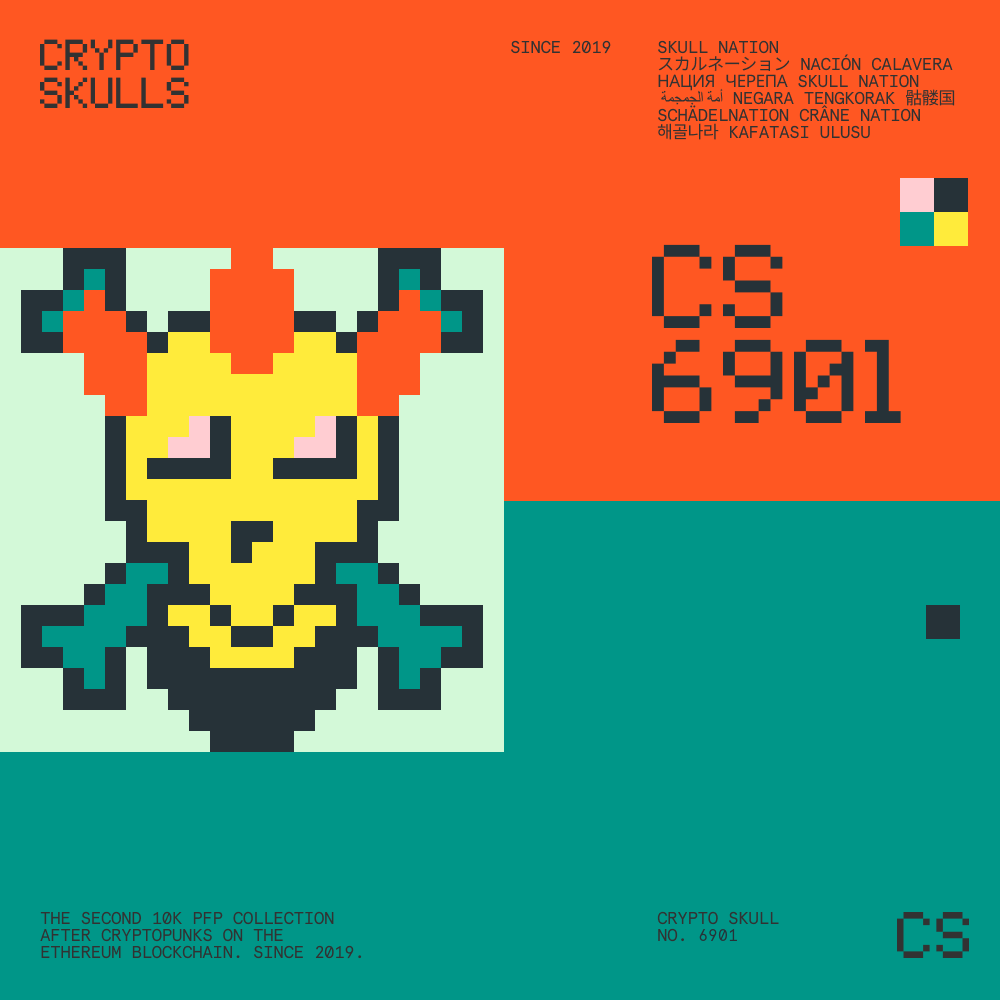 CRYPTO
SKULLS
SINCE 2019
SKULL NATION
スカルネーション NACIÓN CALAVERA
НАЦИЯ ЧЕРЕПА SKULL NATION
أمة الجمجمة NEGARA TENGKORAK 骷髅国
SCHÄDELNATION CRÂNE NATION
해골나라 KAFATASI ULUSU
CS
6901
THE SECOND 10K PFP COLLECTION
AFTER CRYPTOPUNKS ON THE
ETHEREUM BLOCKCHAIN. SINCE 2019.
CRYPTO SKULL
NO. 6901
CS